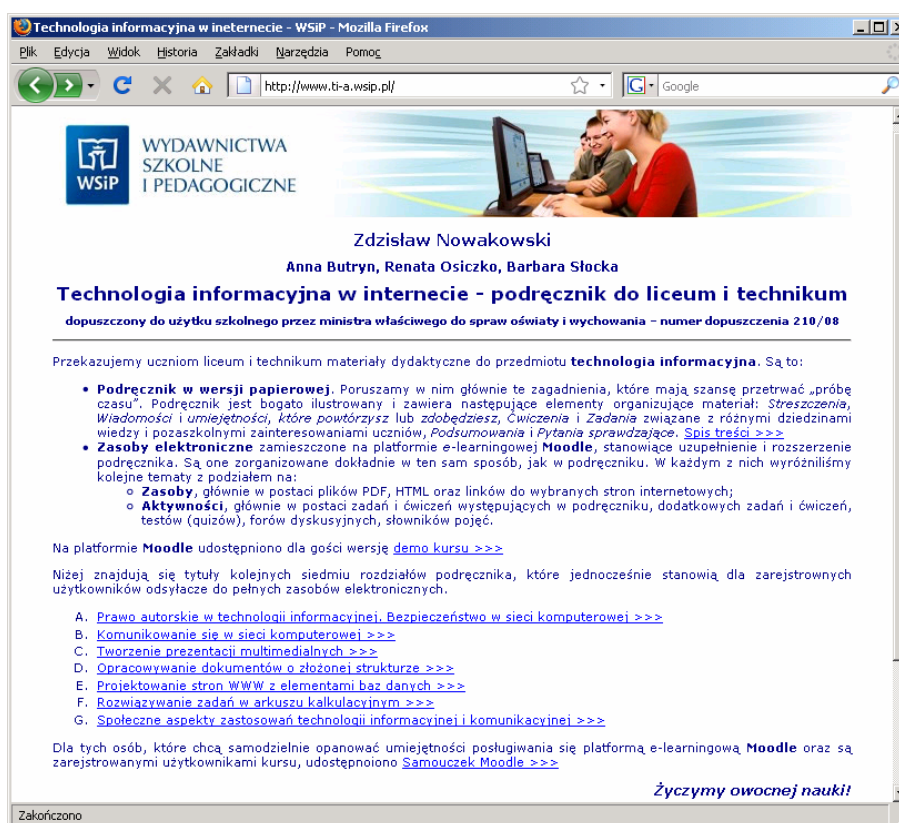 Technologia informacyjna w ineternecie - WSiP - Mozilla Firefox
Plik Edycja Widok Historia Zakładki Narzędzia Pomoc
http://www.ti-a.wsip.pl/ G Google
WSiP
WYDAWNICTWA
SZKOLNE
I PEDAGOGICZNE
Zdzisław Nowakowski
Anna Butryn, Renata Osiczko, Barbara Słocka
Technologia informacyjna w internecie - podręcznik do liceum i technikum
dopuszczony do użytku szkolnego przez ministra właściwego do spraw oświaty i wychowania – numer dopuszczenia 210/08
Przekazujemy uczniom liceum i technikum materiały dydaktyczne do przedmiotu technologia informacyjna. Są to:
• Podręcznik w wersji papierowej. Poruszamy w nim głównie te zagadnienia, które mają szansę przetrwać „próbę
czasu”. Podręcznik jest bogato ilustrowany i zawiera następujące elementy organizujące materiał: Streszczenia,
Wiadomości i umiejętności, które powtórzysz lub zdobędziesz, Ćwiczenia i Zadania związane z różnymi dziedzinami
wiedzy i pozaszkolnymi zainteresowaniami uczniów, Podsumowania i Pytania sprawdzające. Spis treści >>>
• Zasoby elektroniczne zamieszczone na platformie e-learningowej Moodle, stanowiące uzupełnienie i rozszerzenie
podręcznika. Są one zorganizowane dokładnie w ten sam sposób, jak w podręczniku. W każdym z nich wyróżniliśmy
kolejne tematy z podziałem na:
Zasoby, głównie w postaci plików PDF, HTML oraz linków do wybranych stron internetowych;
Aktywności, głównie w postaci zadań i ćwiczeń występujących w podręczniku, dodatkowych zadań i ćwiczeń,
testów (quizów), forów dyskusyjnych, słowników pojęć.
Na platformie Moodle udostępniono dla gości wersję demo kursu >>>
Niżej znajdują się tytuły kolejnych siedmiu rozdziałów podręcznika, które jednocześnie stanowią dla zarejstrownych
użytkowników odsyłacze do pełnych zasobów elektronicznych.
A. Prawo autorskie w technologii informacyjnej. Bezpieczeństwo w sieci komputerowej >>>
B. Komunikowanie się w sieci komputerowej >>>
C. Tworzenie prezentacji multimedialnych >>>
D. Opracowywanie dokumentów o złożonej strukturze >>>
E. Projektowanie stron WWW z elementami baz danych >>>
F. Rozwiązywanie zadań w arkuszu kalkulacyjnym >>>
G. Społeczne aspekty zastosowań technologii informacyjnej i komunikacyjnej >>>
Dla tych osób, które chcą samodzielnie opanować umiejętności posługiwania się platformą e-learningową Moodle oraz są
zarejstrowanymi użytkownikami kursu, udostępnoiono Samouczek Moodle >>>
Życzymy owocnej nauki!
Zakończono